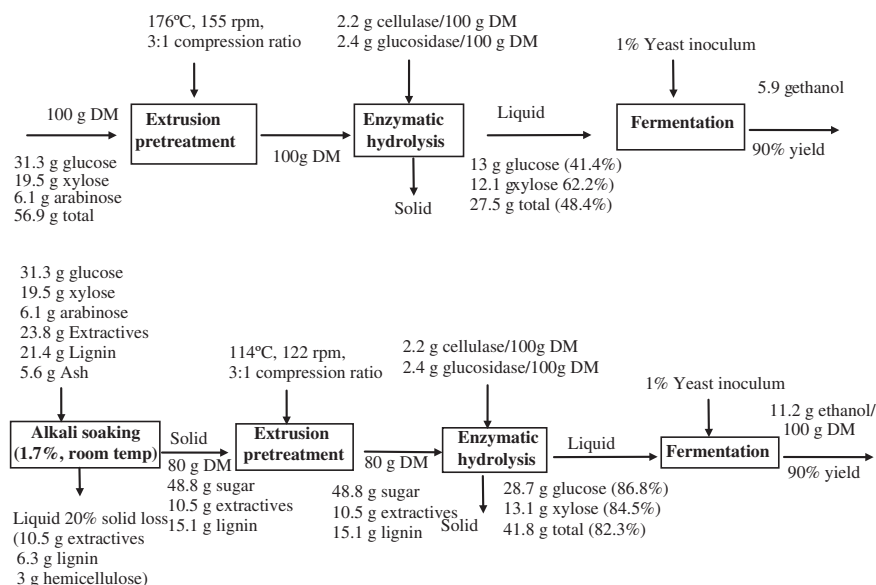 176ºC, 155 rpm,
3:1 compression ratio
2.2 g cellulase/100 g DM
2.4 g glucosidase/100 g DM
1% Yeast inoculum
100 g DM
Extrusion
pretreatment
100g DM
Enzymatic
hydrolysis
Liquid
Fermentation
5.9 gethanol
90% yield
31.3 g glucose
19.5 g xylose
6.1 g arabinose
56.9 g total
Solid
13 g glucose (41.4%)
12.1 gxylose 62.2%)
27.5 g total (48.4%)
31.3 g glucose
19.5 g xylose
6.1 g arabinose
23.8 g Extractives
21.4 g Lignin
5.6 g Ash
114ºC, 122 rpm,
3:1 compression ratio
2.2 g cellulase/100g DM
2.4 g glucosidase/100g DM
1% Yeast inoculum
Alkali soaking
(1.7%, room temp)
Solid
80 g DM
48.8 g sugar
10.5 g extractives
15.1 g lignin
Extrusion
pretreatment
80 g DM
48.8 g sugar
10.5 g extractives
15.1 g lignin
Enzymatic
hydrolysis
Solid
Liquid
28.7 g glucose (86.8%)
13.1 g xylose (84.5%)
41.8 g total (82.3%)
Fermentation
11.2 g ethanol/
100 g DM
90% yield
Liquid 20% solid loss
(10.5 g extractives
6.3 g lignin
3 g hemicellulose)